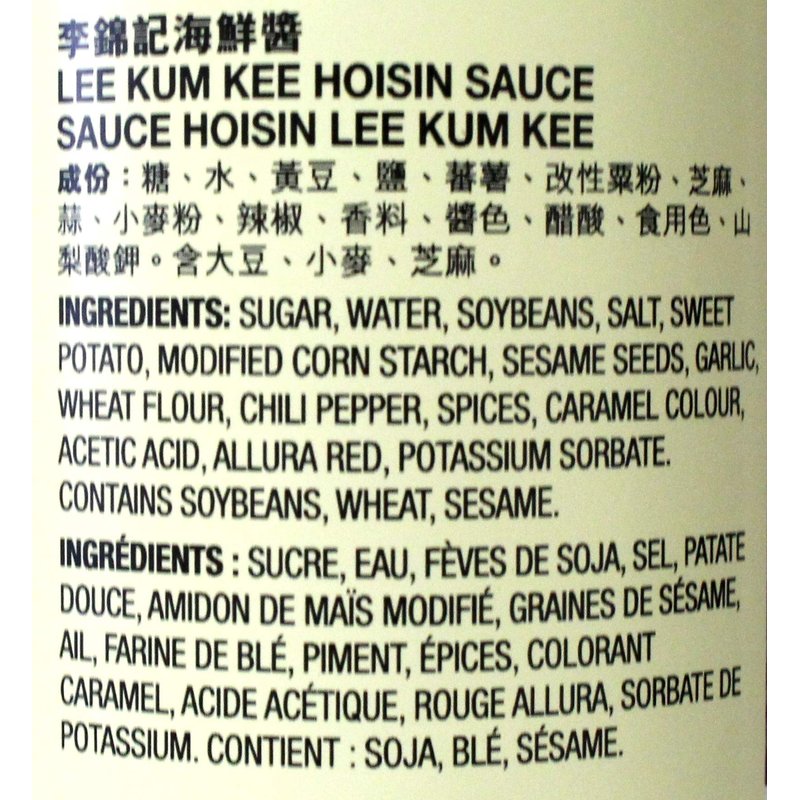 李錦記海鮮醬
LEE KUM KEE HOISIN SAUCE
SAUCE HOISIN LEE KUM KEE
成份：糖、水、黃豆、鹽、蕃薯、改性粟粉、芝麻、
蒜、小麥粉、辣椒、香料、醬色、醋酸、食用色、山
梨酸鉀。含大豆、小麥、芝麻。
INGREDIENTS: SUGAR, WATER, SOYBEANS, SALT, SWEET
POTATO, MODIFIED CORN STARCH, SESAME SEEDS, GARLIC,
WHEAT FLOUR, CHILI PEPPER, SPICES, CARAMEL COLOUR,
ACETIC ACID, ALLURA RED, POTASSIUM SORBATE.
CONTAINS SOYBEANS, WHEAT, SESAME.
INGRÉDIENTS : SUCRE, EAU, FÈVES DE SOJA, SEL, PATATE
DOUCE, AMIDON DE MAÏS MODIFIÉ, GRAINES DE SÉSAME,
AIL, FARINE DE BLÉ, PIMENT, ÉPICES, COLORANT
CARAMEL, ACIDE ACÉTIQUE, ROUGE ALLURA, SORBATE DE
POTASSIUM. CONTIENT : SOJA, BLÉ, SÉSAME.